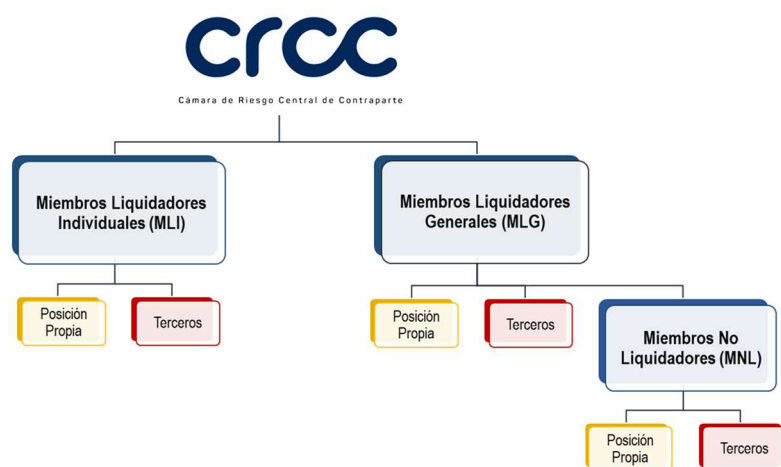 crcc
Cámara de Riesgo Central de Contraparte
Miembros Liquidadores
Individuales (MLI)
Miembros Liquidadores
Generales (MLG)
Posición
Propia
Terceros
Posición
Propia
Terceros
Miembros No
Liquidadores (MNL)
Posición
Propia
Terceros